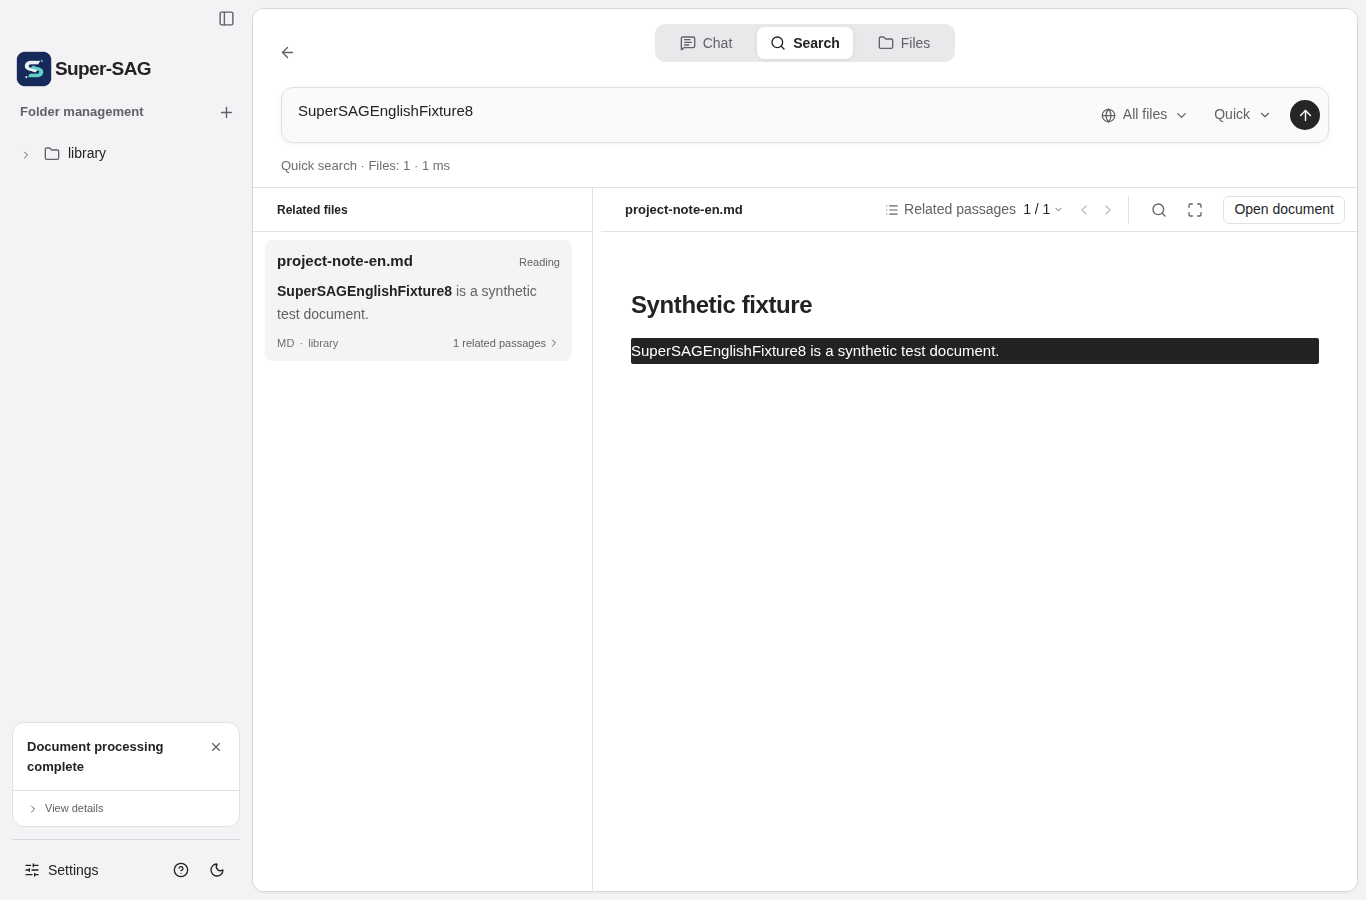 Super-SAG
Folder management
library
Document processing
complete
View details
Settings
Chat
Search
Files
SuperSAGEnglishFixture8
All files
Quick
Quick search · Files: 1 · 1 ms
Related files
project-note-en.md
Reading
SuperSAGEnglishFixture8 is a synthetic
test document.
MD · library
1 related passages
project-note-en.md
Related passages 1 / 1
Open document
Synthetic fixture
SuperSAGEnglishFixture8 is a synthetic test document.